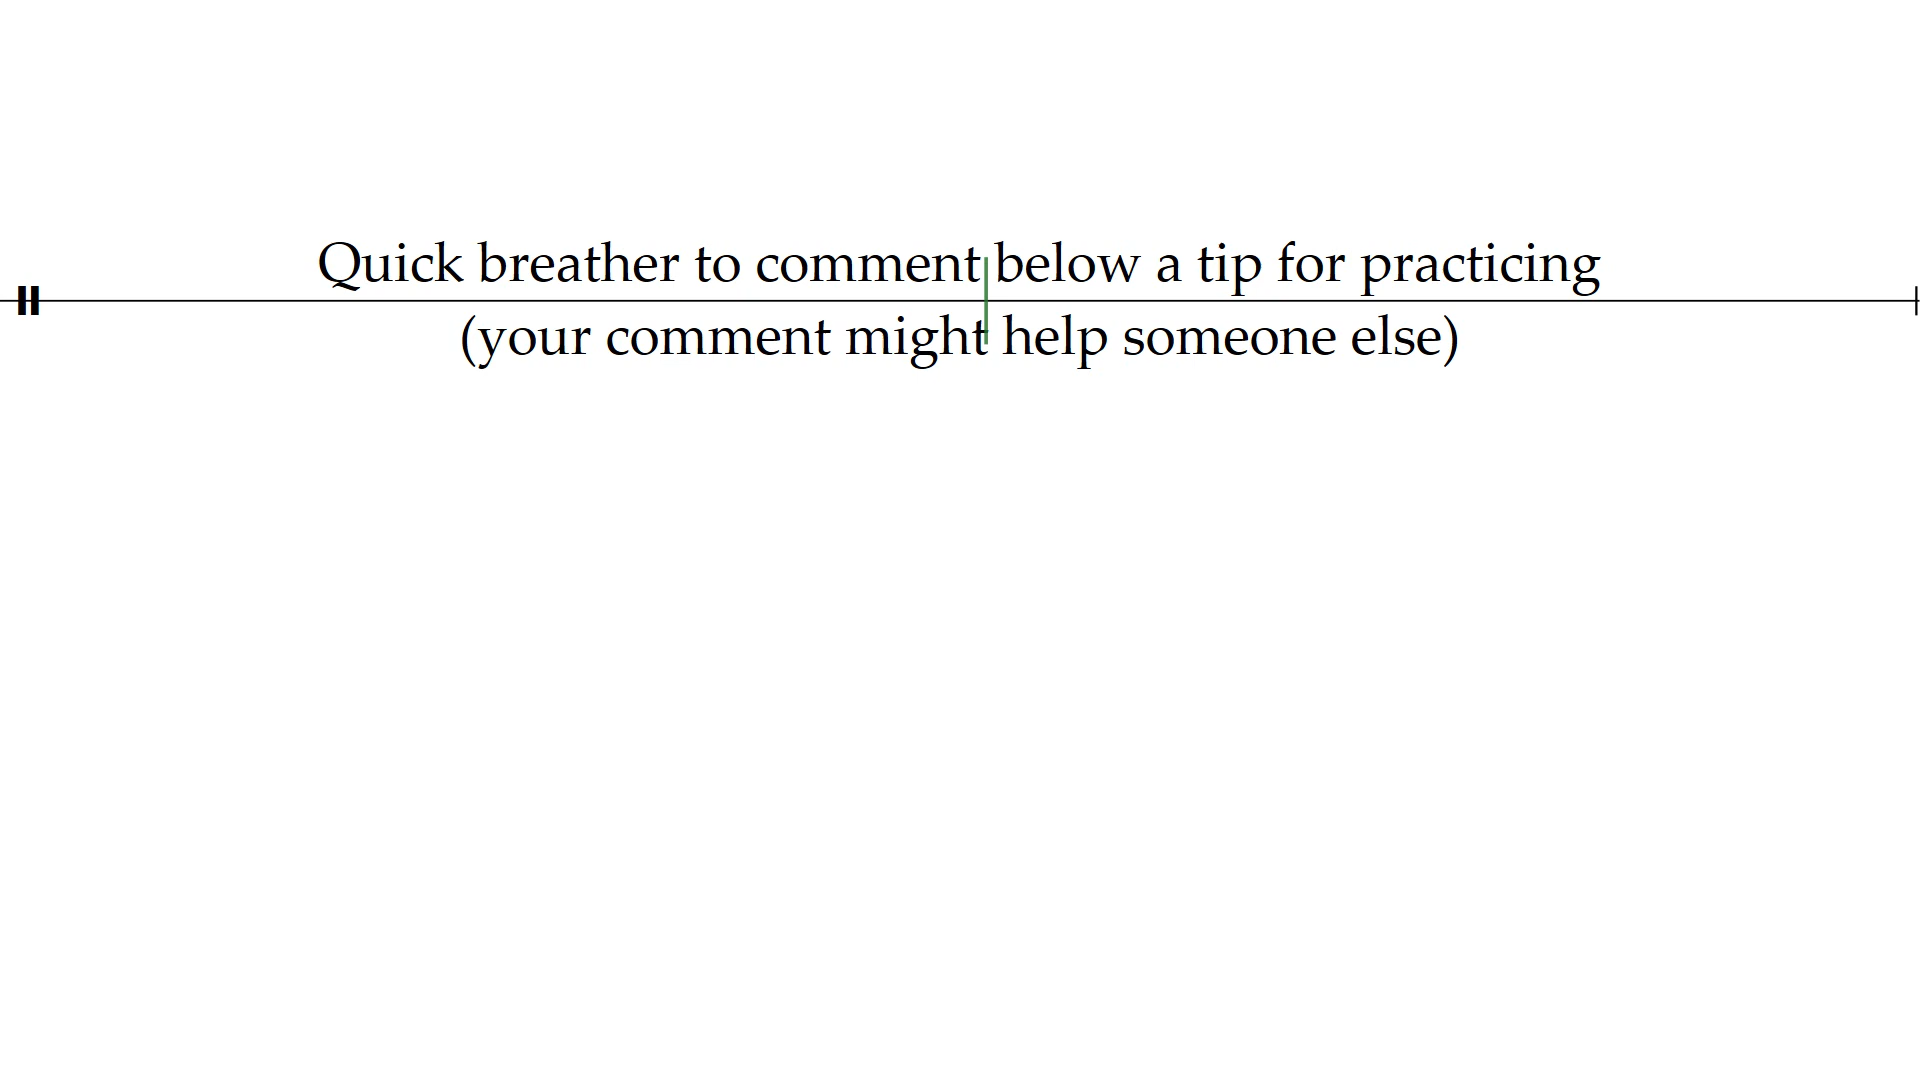 Quick breather to comment below a tip for practicing
(your comment might help someone else)